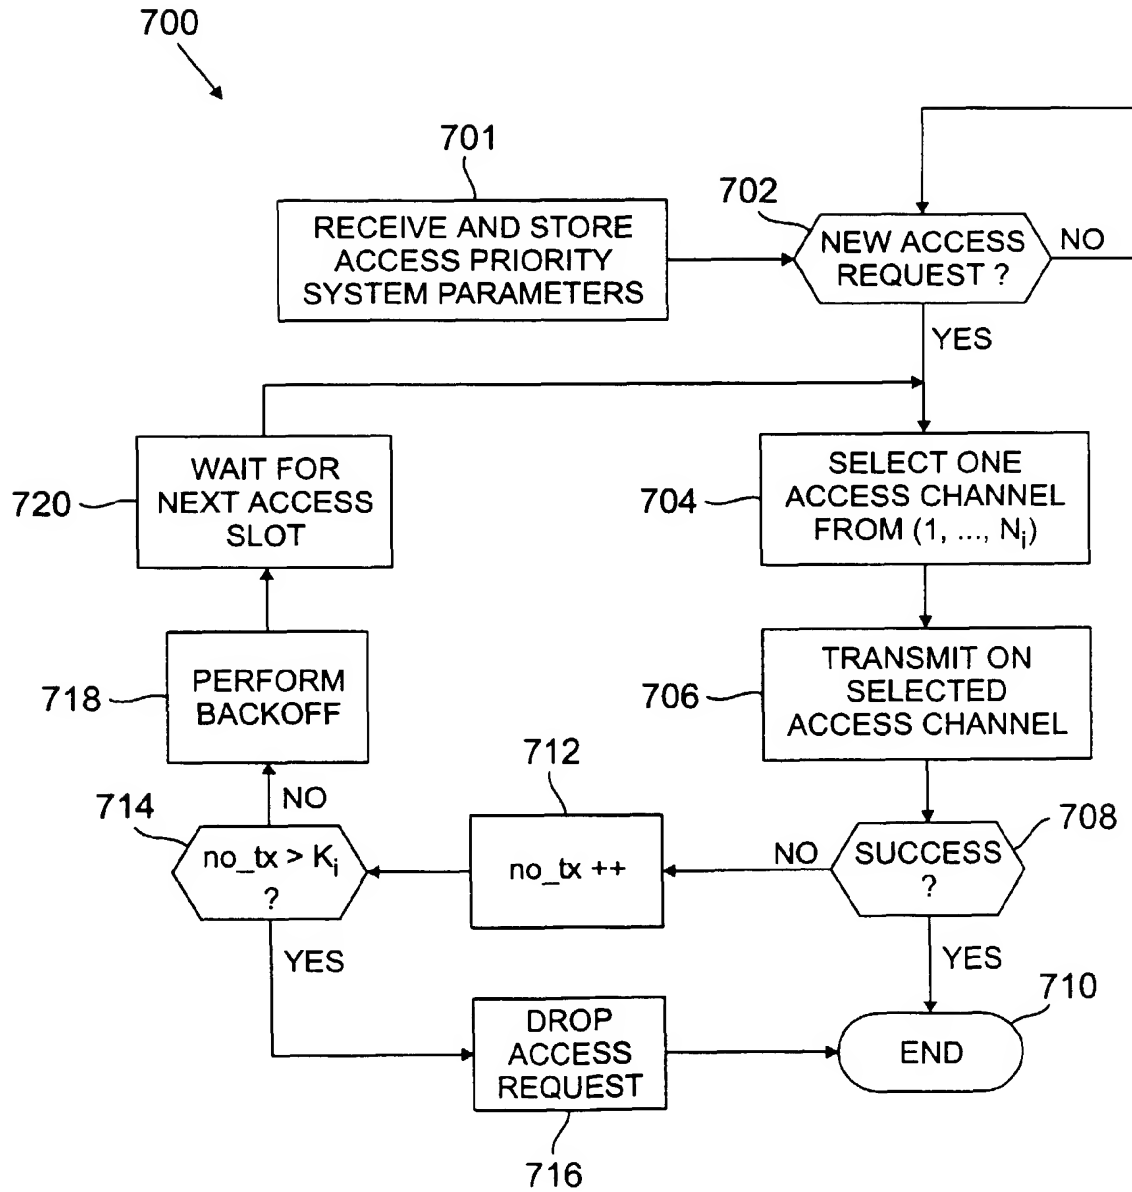 700
701
RECEIVE AND STORE
ACCESS PRIORITY
SYSTEM PARAMETERS
702
NEW ACCESS
REQUEST ?
NO
YES
720
WAIT FOR
NEXT ACCESS
SLOT
704
SELECT ONE
ACCESS CHANNEL
FROM (1, ..., Ni)
718
PERFORM
BACKOFF
706
TRANSMIT ON
SELECTED
ACCESS CHANNEL
714
NO
no_tx > Ki
?
YES
712
no_tx ++
NO
708
SUCCESS
?
YES
710
END
DROP
ACCESS
REQUEST
716